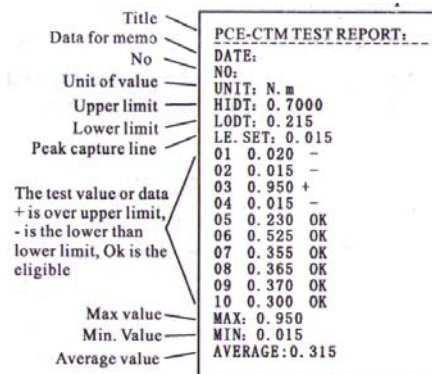 Title
Data for memo
No
Unit of value
Upper limit
Lower limit
Peak capture line
The test value or data
+ is over upper limit,
- is the lower than
lower limit, Ok is the
eligible
Max value
Min. Value
Average value
PCE-CTM TEST REPORT:
DATE:
NO:
UNIT: N.m
HIDT: 0.7000
LODT: 0.215
LE.SET: 0.015
01 0.020 -
02 0.015 -
03 0.950 +
04 0.015 -
05 0.230 OK
06 0.525 OK
07 0.355 OK
08 0.365 OK
09 0.370 OK
10 0.300 OK
MAX: 0.950
MIN: 0.015
AVERAGE:0.315